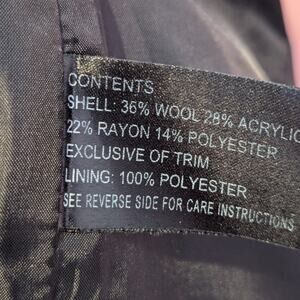 CONTENTS
SHELL: 36% WOOL 28% ACRYLIC
22% RAYON 14% POLYESTER
EXCLUSIVE OF TRIM
LINING: 100% POLYESTER
SEE REVERSE SIDE FOR CARE INSTRUCTIONS